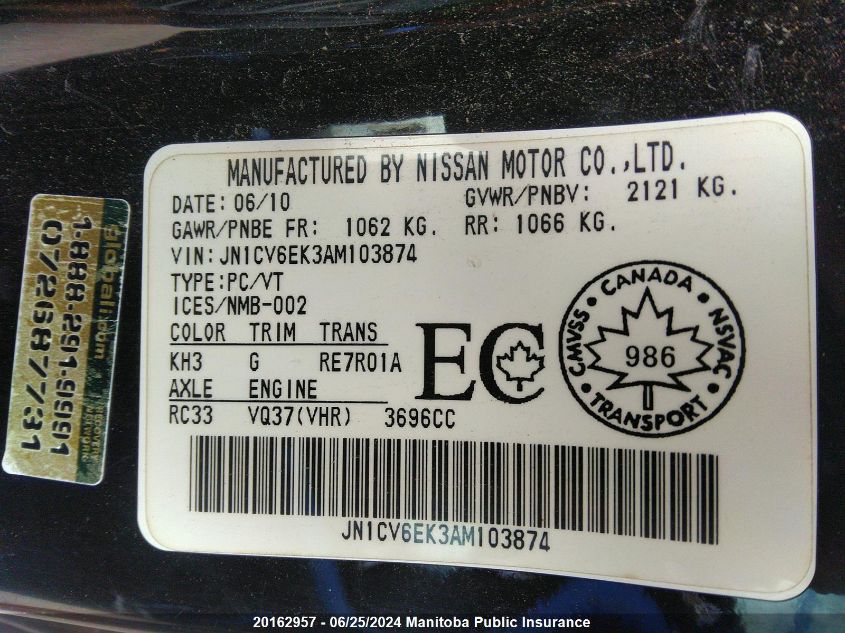 MANUFACTURED BY NISSAN MOTOR CO.,LTD.
DATE: 06/10 GVWR/PNBV: 2121 KG.
GAWR/PNBE FR: 1062 KG. RR: 1066 KG.
VIN: JN1CV6EK3AM103874
TYPE:PC/VT
ICES/NMB-002
COLOR TRIM TRANS
KH3 G RE7R01A
AXLE ENGINE
RC33 VQ37(VHR) 3696CC
EC
CANADA
CMVSS
NSVAC
986
TRANSPORT
JN1CV6EK3AM103874
globali.com
1.888.291.9991
072687731
20162957 - 06/25/2024 Manitoba Public Insurance